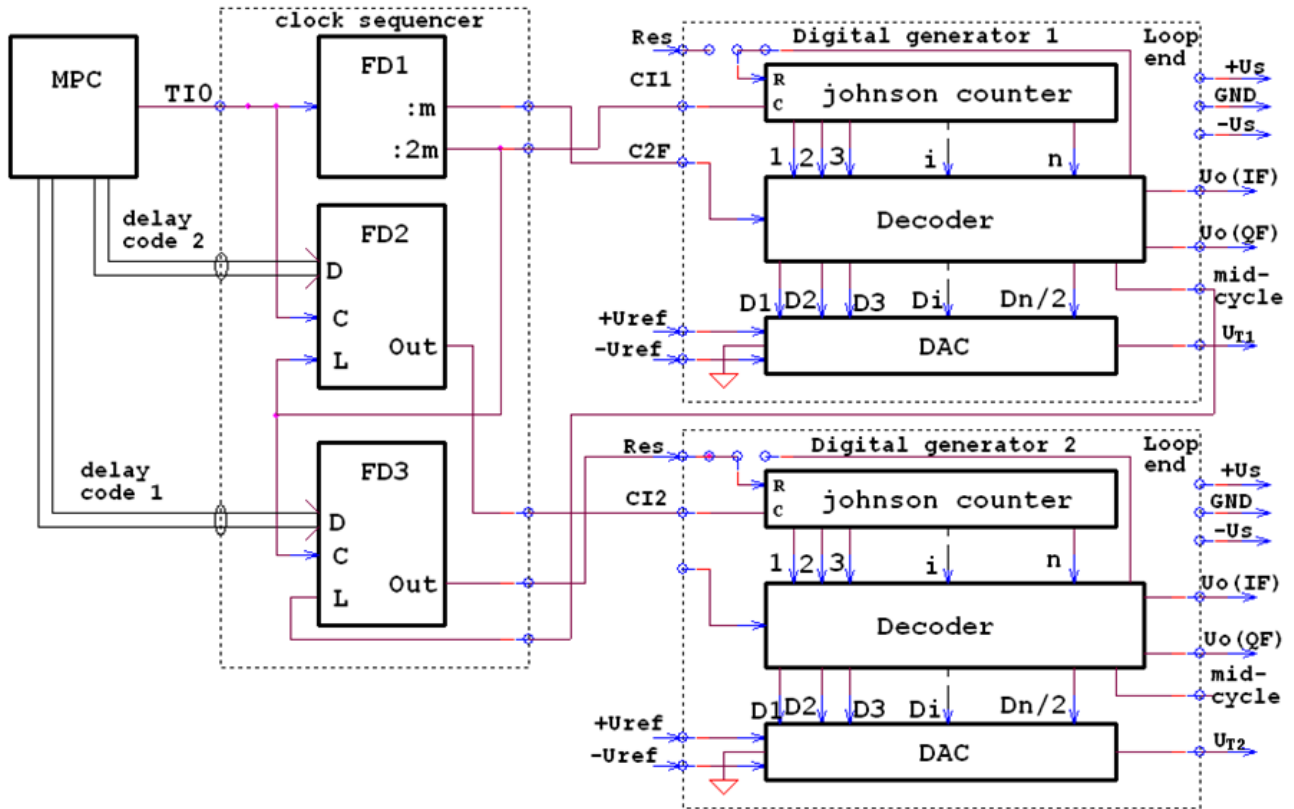 clock sequencer
MPC
TI0
FD1
:m
:2m
delay
code 2
FD2
D
C
L
Out
delay
code 1
FD3
D
C
L
Out
Res
Digital generator 1
Loop
end
CI1
R
C
johnson counter
+Us
GND
-Us
1 2 3 i n
C2F
Decoder
Uo(IF)
Uo(QF)
mid-
cycle
D1 D2 D3 Di Dn/2
+Uref
-Uref
DAC
UT1
Res
Digital generator 2
Loop
end
CI2
R
C
johnson counter
+Us
GND
-Us
1 2 3 i n
Decoder
Uo(IF)
Uo(QF)
mid-
cycle
D1 D2 D3 Di Dn/2
+Uref
-Uref
DAC
UT2